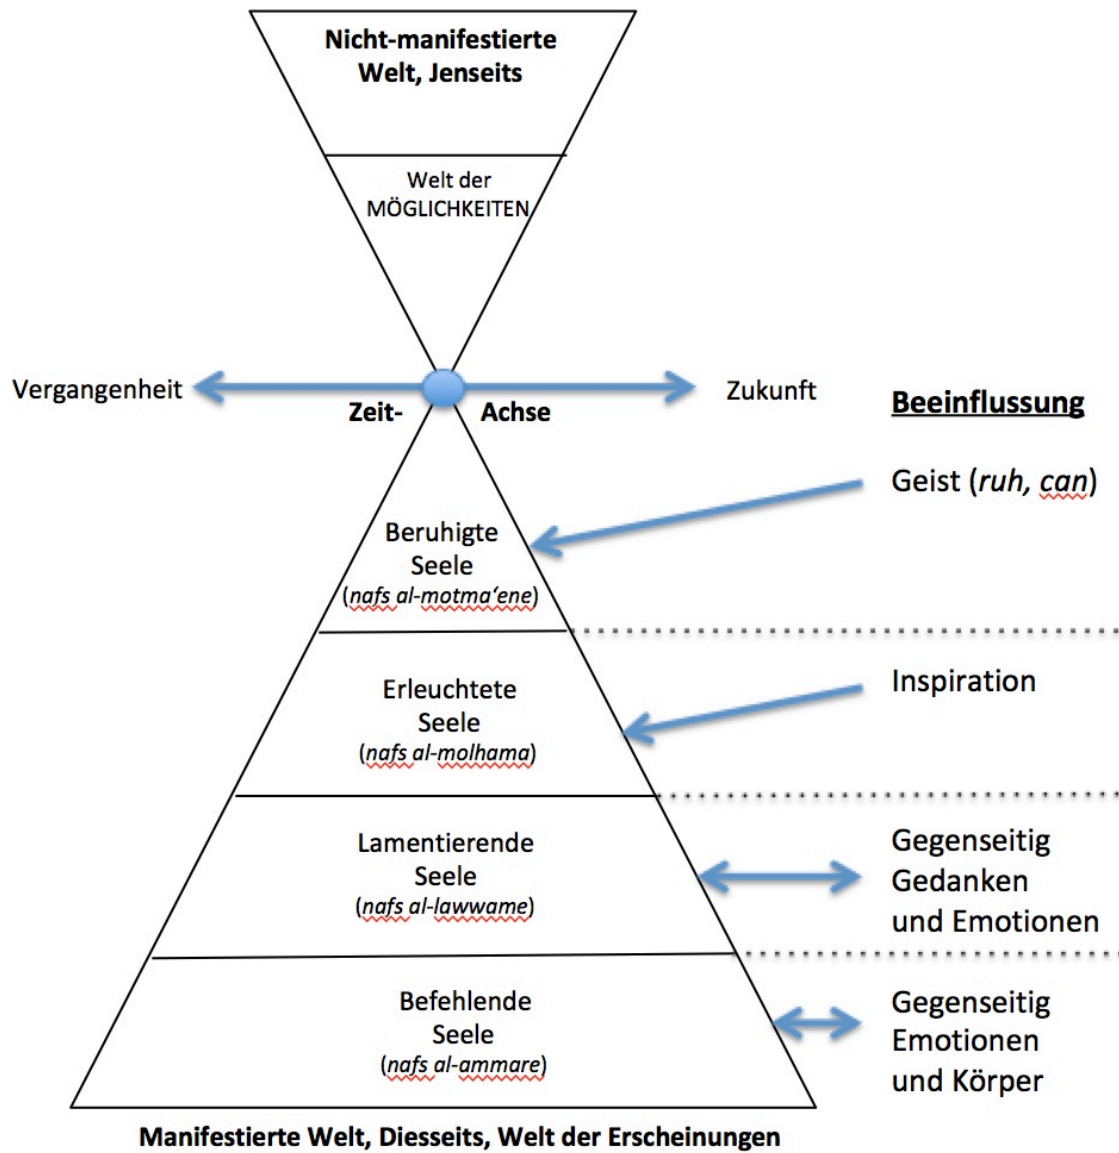 Nicht-manifestierte
Welt, Jenseits
Welt der
MÖGLICHKEITEN
Vergangenheit
Zukunft
Zeit-
Achse
Beeinflussung
Geist (ruh, can)
Beruhigte
Seele
(nafs al-motma‘ene)
Inspiration
Erleuchtete
Seele
(nafs al-molhama)
Lamentierende
Seele
(nafs al-lawwame)
Gegenseitig
Gedanken
und Emotionen
Befehlende
Seele
(nafs al-ammare)
Gegenseitig
Emotionen
und Körper
Manifestierte Welt, Diesseits, Welt der Erscheinungen